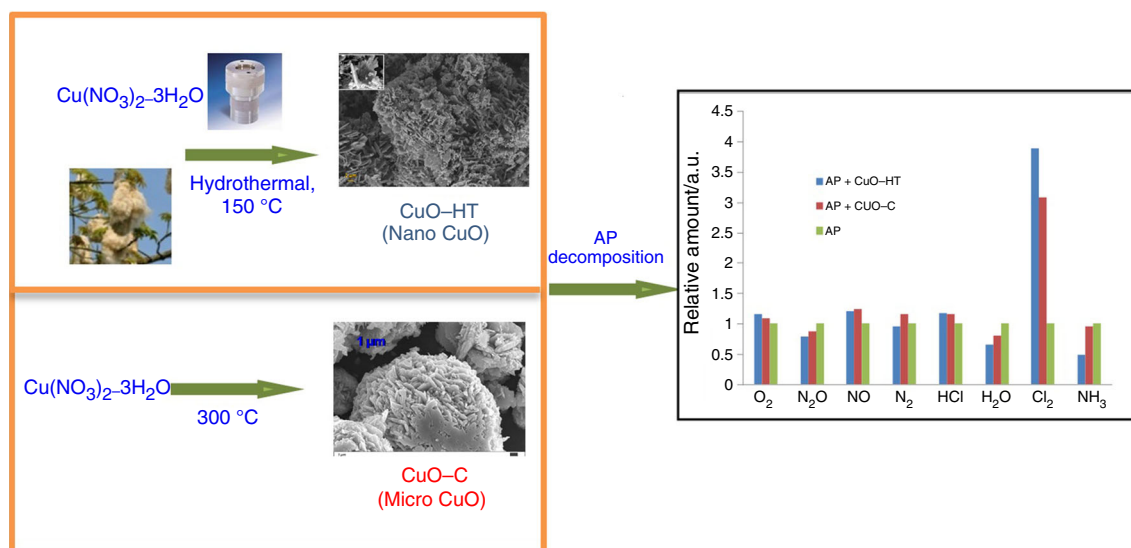 Cu(NO3)2–3H2O
Hydrothermal,
150 °C
CuO–HT
(Nano CuO)
Cu(NO3)2–3H2O
300 °C
1 µm
CuO–C
(Micro CuO)
AP
decomposition
Relative amount/a.u.
4.5
4
3.5
3
2.5
2
1.5
1
0.5
0
AP + CuO–HT
AP + CUO–C
AP
O2 N2O NO N2 HCl H2O Cl2 NH3